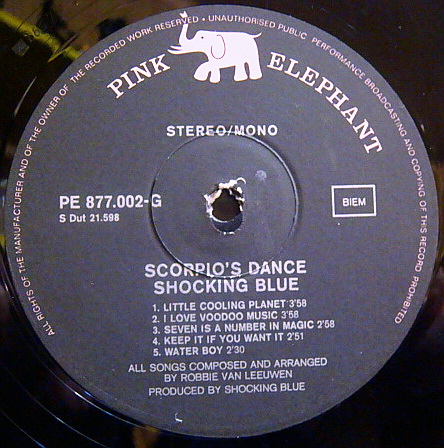 ALL RIGHTS OF THE MANUFACTURER AND OF THE OWNER OF THE RECORDED WORK RESERVED • UNAUTHORISED PUBLIC PERFORMANCE BROADCASTING AND COPYING OF THIS RECORD PROHIBITED
PINK ELEPHANT
STEREO/MONO
PE 877.002-G
S Dut 21.598
BIEM
SCORPIO'S DANCE
SHOCKING BLUE
1. LITTLE COOLING PLANET 3'58
2. I LOVE VOODOO MUSIC 3'58
3. SEVEN IS A NUMBER IN MAGIC 2'58
4. KEEP IT IF YOU WANT IT 2'51
5. WATER BOY 2'30
ALL SONGS COMPOSED AND ARRANGED
BY ROBBIE VAN LEEUWEN
PRODUCED BY SHOCKING BLUE